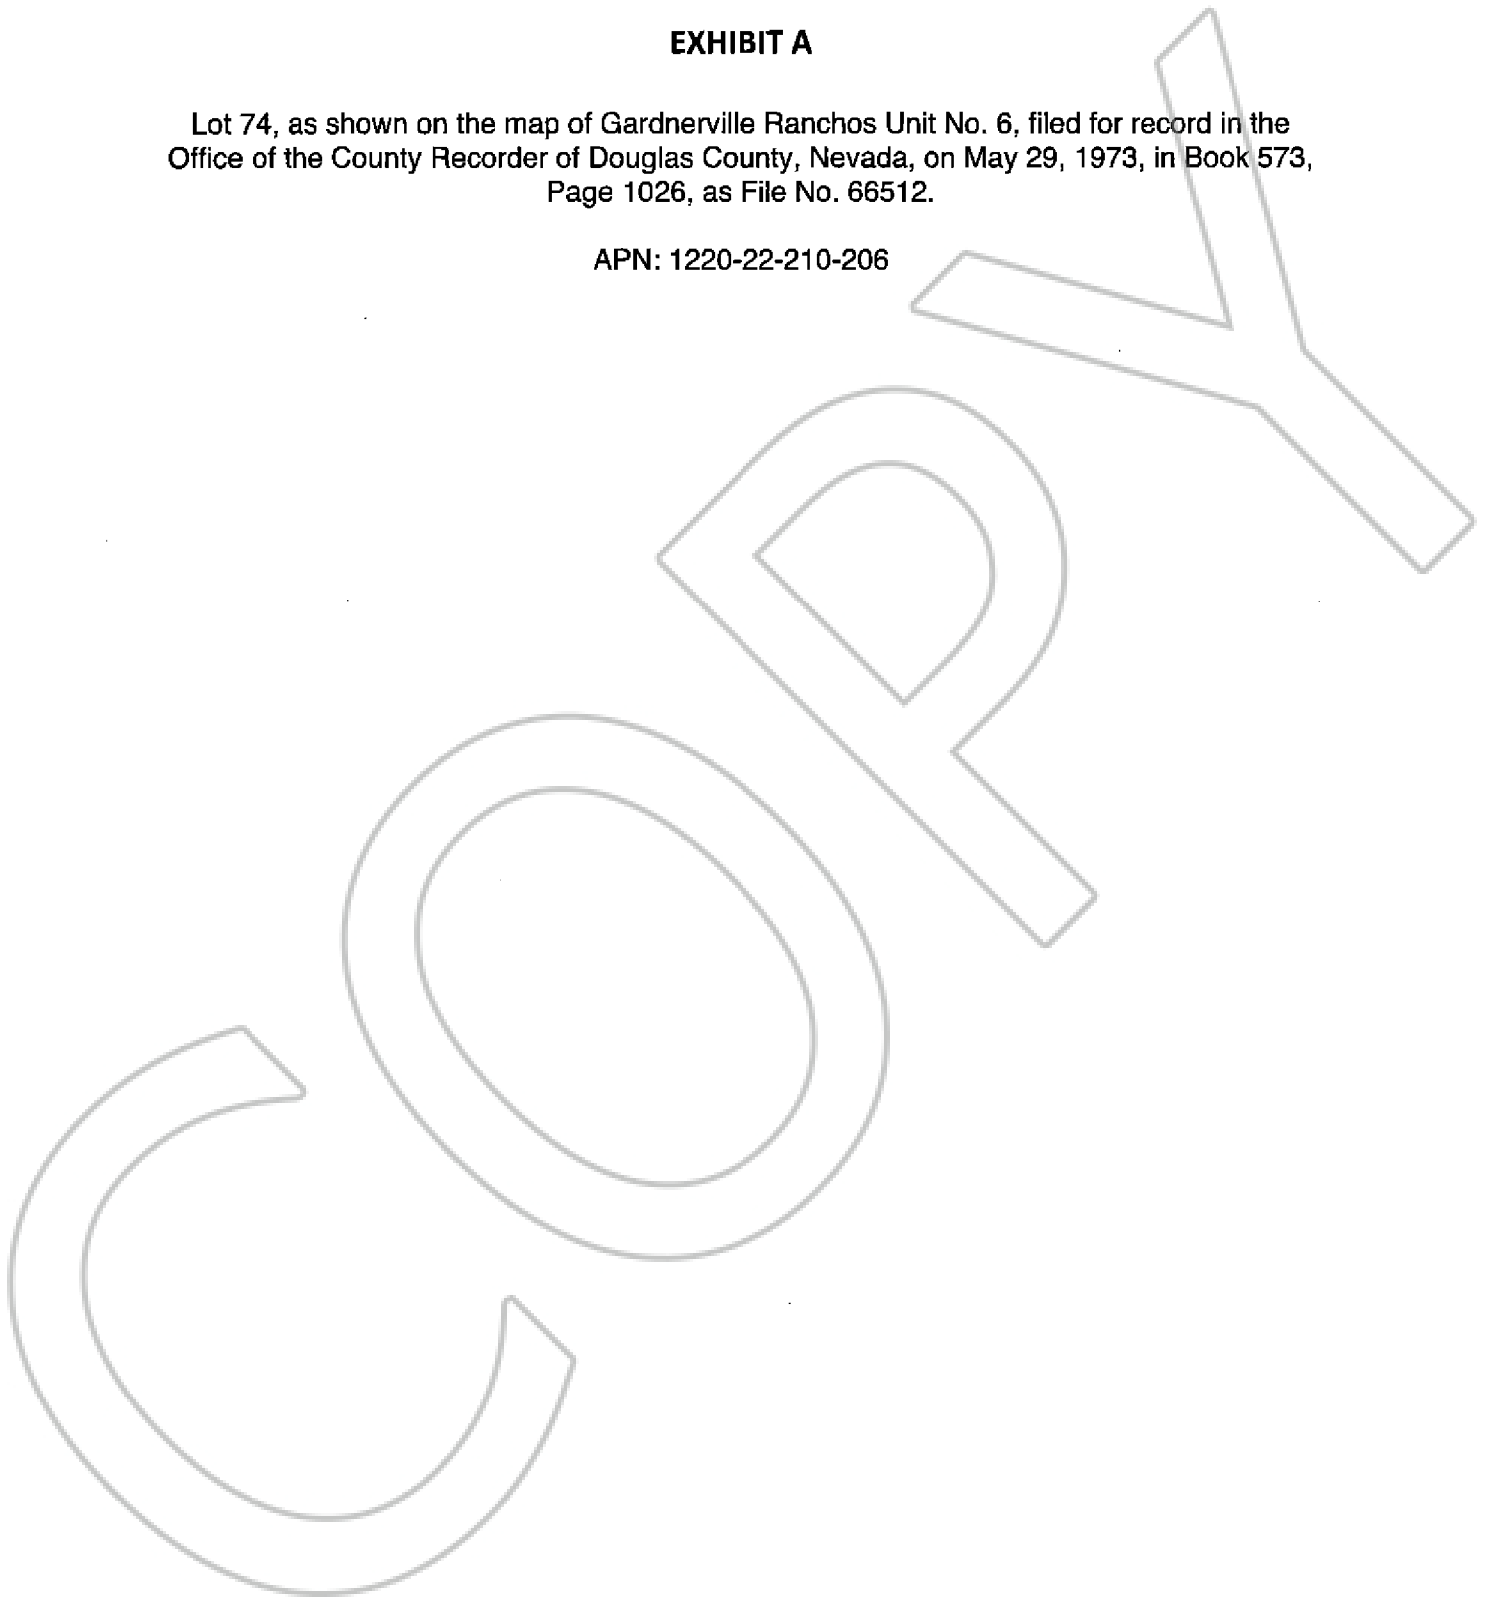 EXHIBIT A
Lot 74, as shown on the map of Gardnerville Ranchos Unit No. 6, filed for record in the
Office of the County Recorder of Douglas County, Nevada, on May 29, 1973, in Book 573,
Page 1026, as File No. 66512.
APN: 1220-22-210-206
COPY